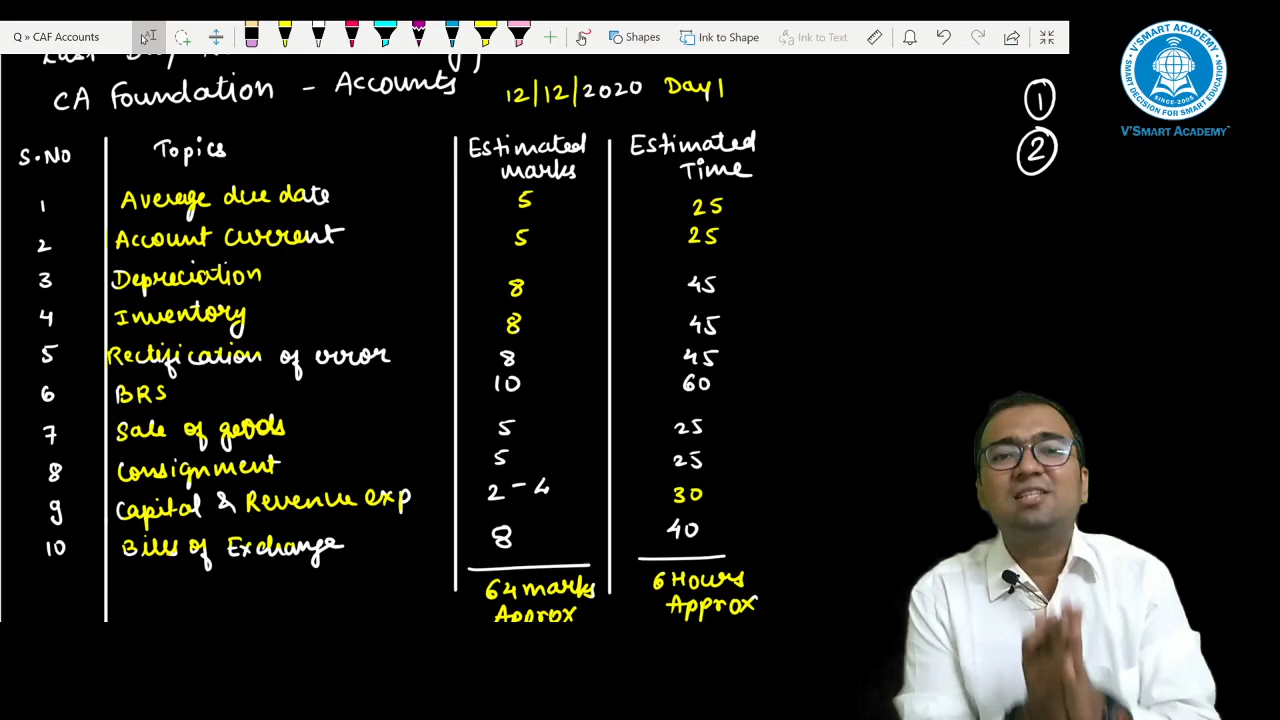 Q » CAF Accounts
Shapes
Ink to Shape
Ink to Text
Last Day
CA Foundation - Accounts 12/12/2020 Day 1
S.No Topics Estimated marks Estimated Time
1 Average due date 5 25
2 Account current 5 25
3 Depreciation 8 45
4 Inventory 8 45
5 Rectification of error 8 45
6 BRS 10 60
7 Sale of goods 5 25
8 Consignment 5 25
9 Capital & Revenue exp 2-4 30
10 Bills of Exchange 8 40
64 marks Approx 6 Hours Approx
1
2
V'SMART ACADEMY
SMART DECISION FOR SMART EDUCATION
SINCE-2006
V'SMART ACADEMY